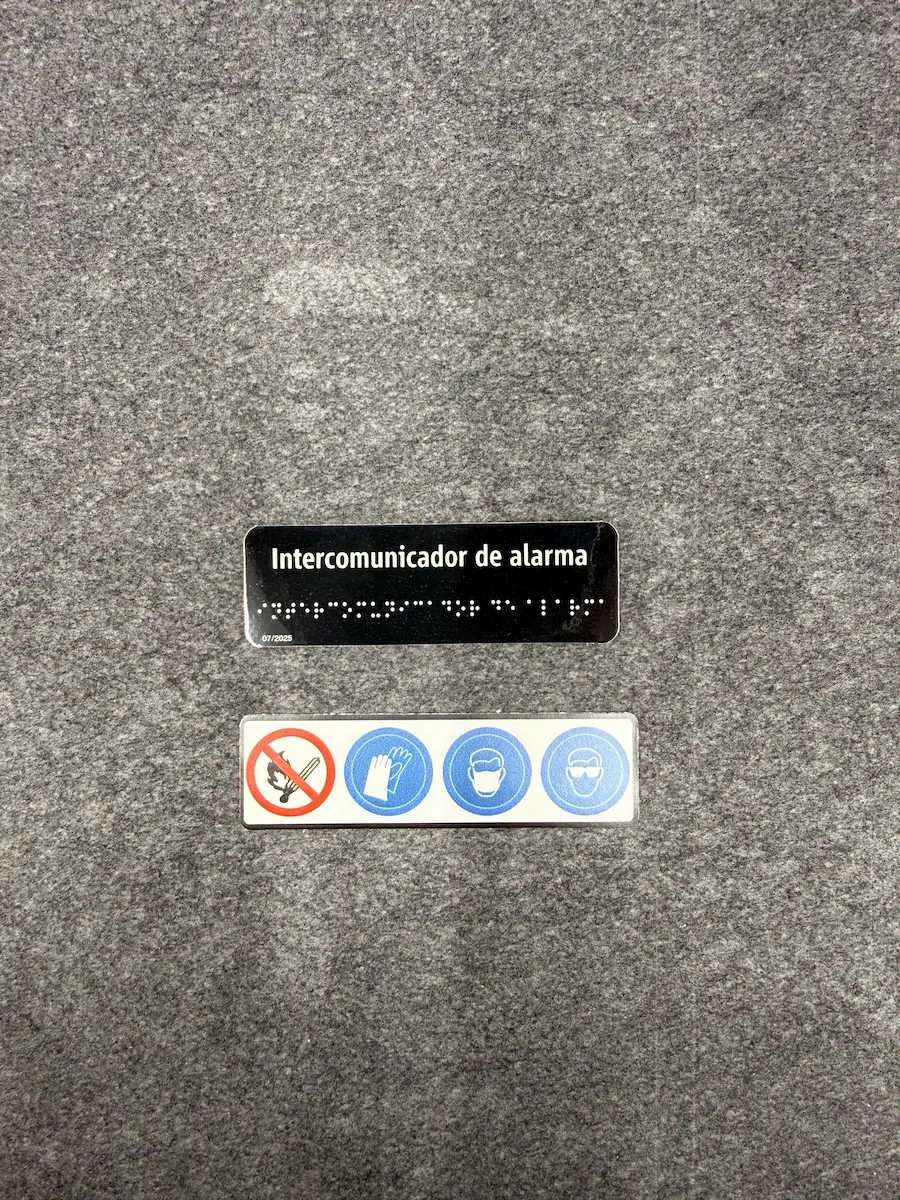 Intercomunicador de alarma
⠊⠝⠞⠑⠗⠉⠕⠍⠥⠝⠊⠉⠁⠙⠕⠗ ⠙⠑ ⠁⠇⠁⠗⠍⠁
07/2025